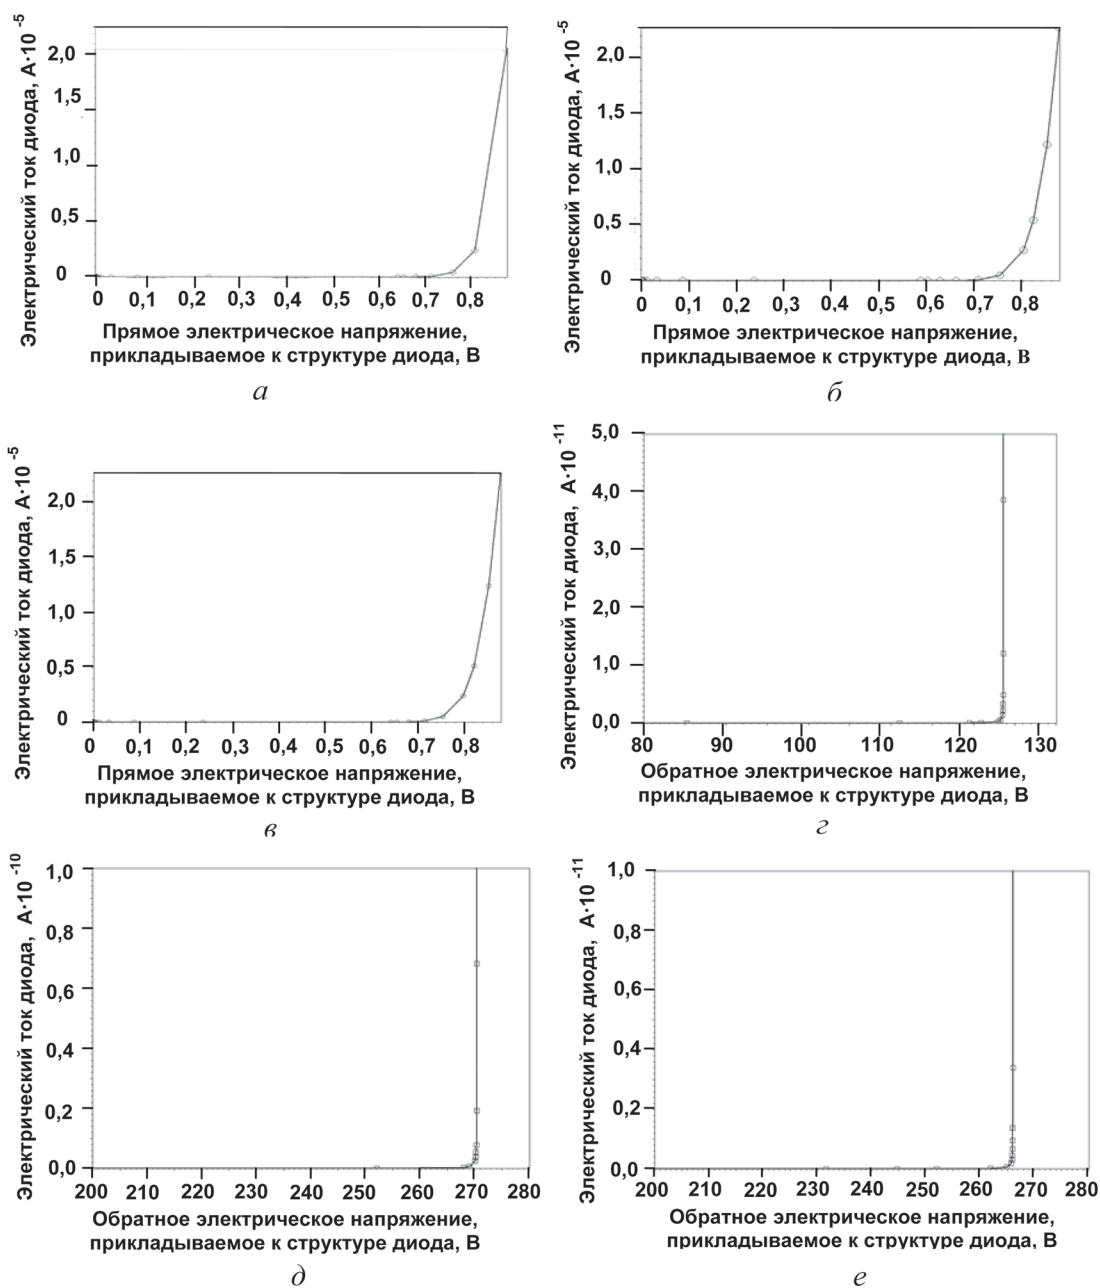 Электрический ток диода, А·10 -5
2,0
1,5
1,0
0,5
0
0 0,1 0,2 0,3 0,4 0,5 0,6 0,7 0,8
Прямое электрическое напряжение,
прикладываемое к структуре диода, В
а
Электрический ток диода, А·10 -5
2,0
1,5
1,0
0,5
0
0 0,1 0,2 0,3 0,4 0,5 0,6 0,7 0,8
Прямое электрическое напряжение,
прикладываемое к структуре диода, В
б
Электрический ток диода, А·10 -5
2,0
1,5
1,0
0,5
0
0 0,1 0,2 0,3 0,4 0,5 0,6 0,7 0,8
Прямое электрическое напряжение,
прикладываемое к структуре диода, В
в
Электрический ток диода, А·10 -11
5,0
4,0
3,0
2,0
1,0
0,0
80 90 100 110 120 130
Обратное электрическое напряжение,
прикладываемое к структуре диода, В
г
Электрический ток диода, А·10 -10
1,0
0,8
0,6
0,4
0,2
0,0
200 210 220 230 240 250 260 270 280
Обратное электрическое напряжение,
прикладываемое к структуре диода, В
д
Электрический ток диода, А·10 -11
1,0
0,8
0,6
0,4
0,2
0,0
200 210 220 230 240 250 260 270 280
Обратное электрическое напряжение,
прикладываемое к структуре диода, В
е